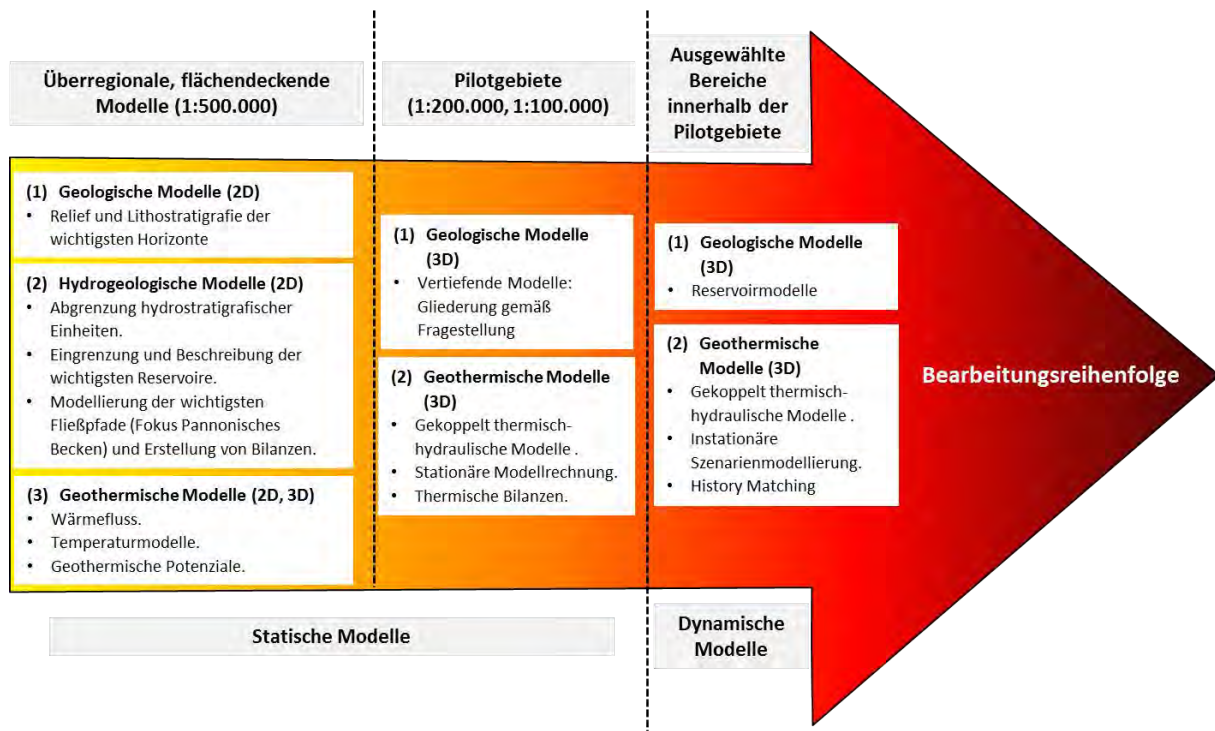 Überregionale, flächendeckende
Modelle (1:500.000)
Pilotgebiete
(1:200.000, 1:100.000)
Ausgewählte
Bereiche
innerhalb der
Pilotgebiete
(1) Geologische Modelle (2D)
• Relief und Lithostratigrafie der
wichtigsten Horizonte
(2) Hydrogeologische Modelle (2D)
• Abgrenzung hydrostratigrafischer
Einheiten.
• Eingrenzung und Beschreibung der
wichtigsten Reservoire.
• Modellierung der wichtigsten
Fließpfade (Fokus Pannonisches
Becken) und Erstellung von Bilanzen.
(3) Geothermische Modelle (2D, 3D)
• Wärmefluss.
• Temperaturmodelle.
• Geothermische Potenziale.
(1) Geologische Modelle
(3D)
• Vertiefende Modelle:
Gliederung gemäß
Fragestellung
(2) Geothermische Modelle
(3D)
• Gekoppelt thermisch-
hydraulische Modelle .
• Stationäre Modellrechnung.
• Thermische Bilanzen.
(1) Geologische Modelle
(3D)
• Reservoirmodelle
(2) Geothermische
Modelle (3D)
• Gekoppelt thermisch-
hydraulische Modelle .
• Instationäre
Szenarienmodellierung.
• History Matching
Bearbeitungsreihenfolge
Statische Modelle
Dynamische
Modelle